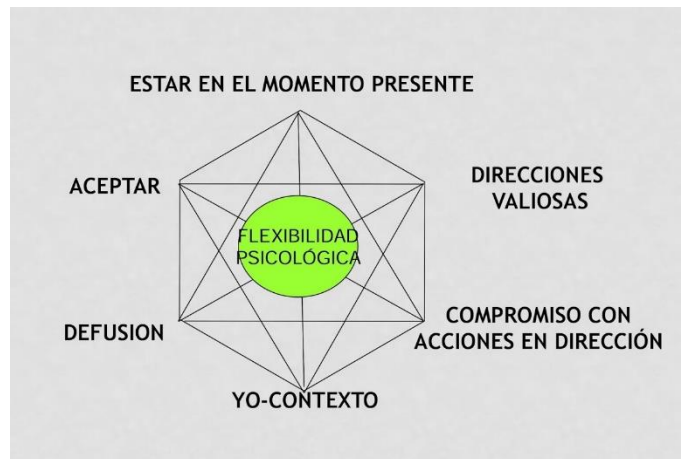 ESTAR EN EL MOMENTO PRESENTE
ACEPTAR
DIRECCIONES
VALIOSAS
FLEXIBILIDAD
PSICOLÓGICA
DEFUSION
COMPROMISO CON
ACCIONES EN DIRECCIÓN
YO-CONTEXTO